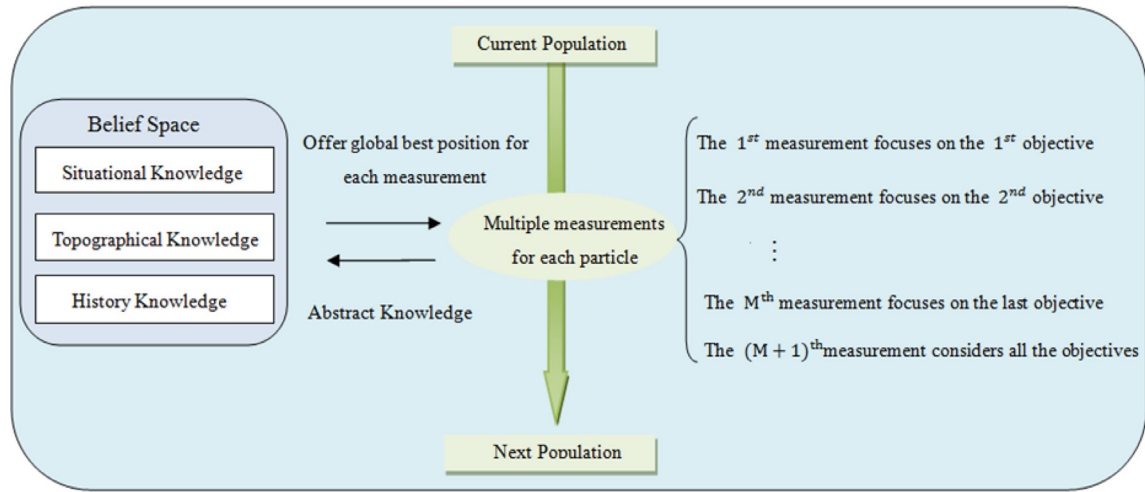 Current Population
Belief Space
Situational Knowledge
Topographical Knowledge
History Knowledge
Offer global best position for
each measurement
Abstract Knowledge
Multiple measurements
for each particle
The 1ˢᵗ measurement focuses on the 1ˢᵗ objective
The 2ⁿᵈ measurement focuses on the 2ⁿᵈ objective
⋮
The Mᵗʰ measurement focuses on the last objective
The (M + 1)ᵗʰmeasurement considers all the objectives
Next Population